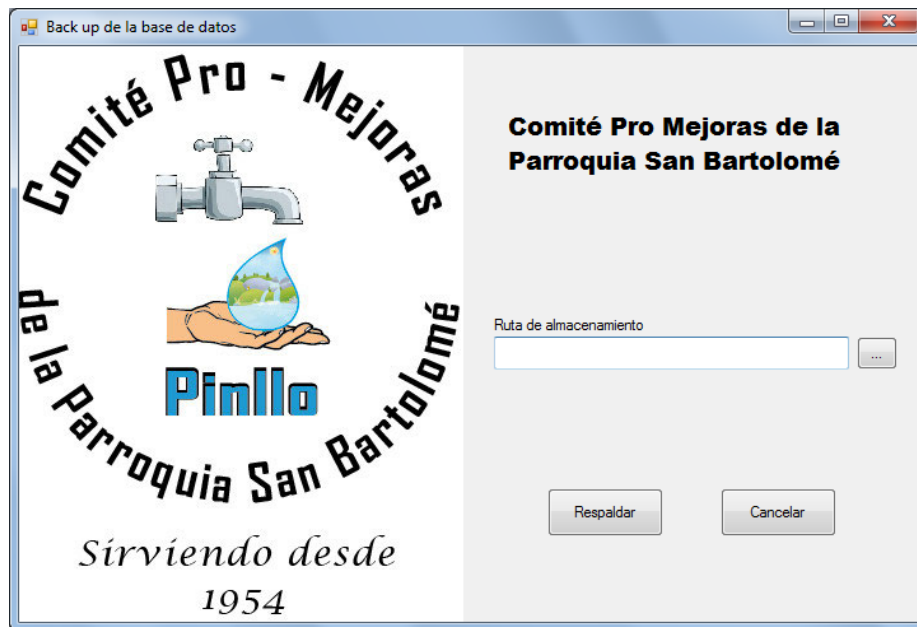 Back up de la base de datos
Comité Pro - Mejoras
Pinllo
de la Parroquia San Bartolomé
Sirviendo desde
1954
Comité Pro Mejoras de la
Parroquia San Bartolomé
Ruta de almacenamiento
...
Respaldar
Cancelar